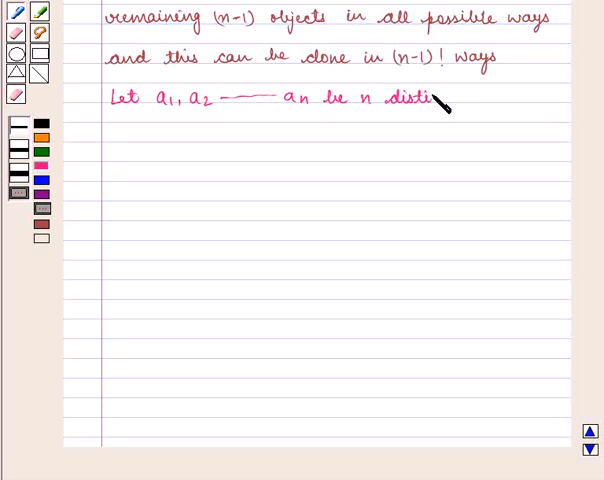 remaining (n-1) objects in all possible ways
and this can be done in (n-1)! ways
Let a₁, a₂ —— aₙ be n disti